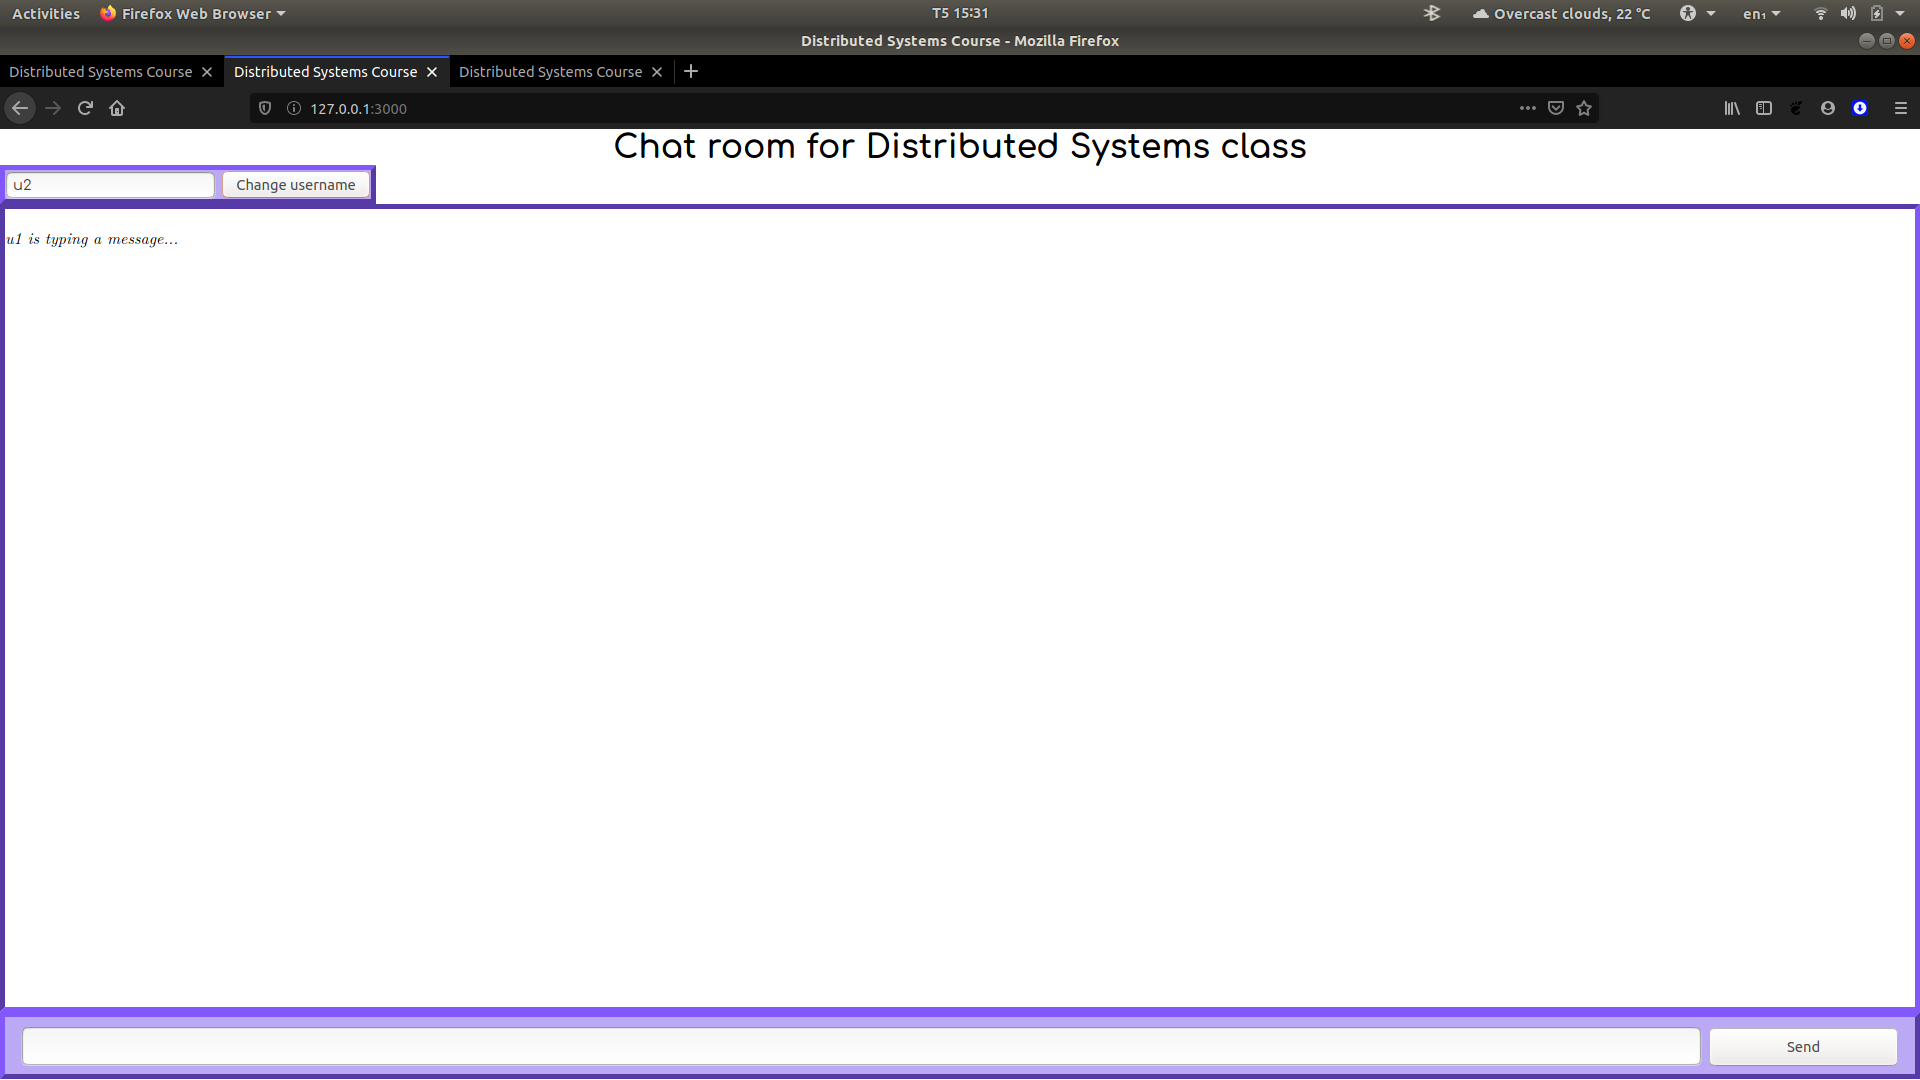 Activities Firefox Web Browser T5 15:31 Overcast clouds, 22 °C en₁
Distributed Systems Course - Mozilla Firefox
Distributed Systems Course Distributed Systems Course Distributed Systems Course
127.0.0.1:3000
Chat room for Distributed Systems class
u2 Change username
u1 is typing a message...
Send